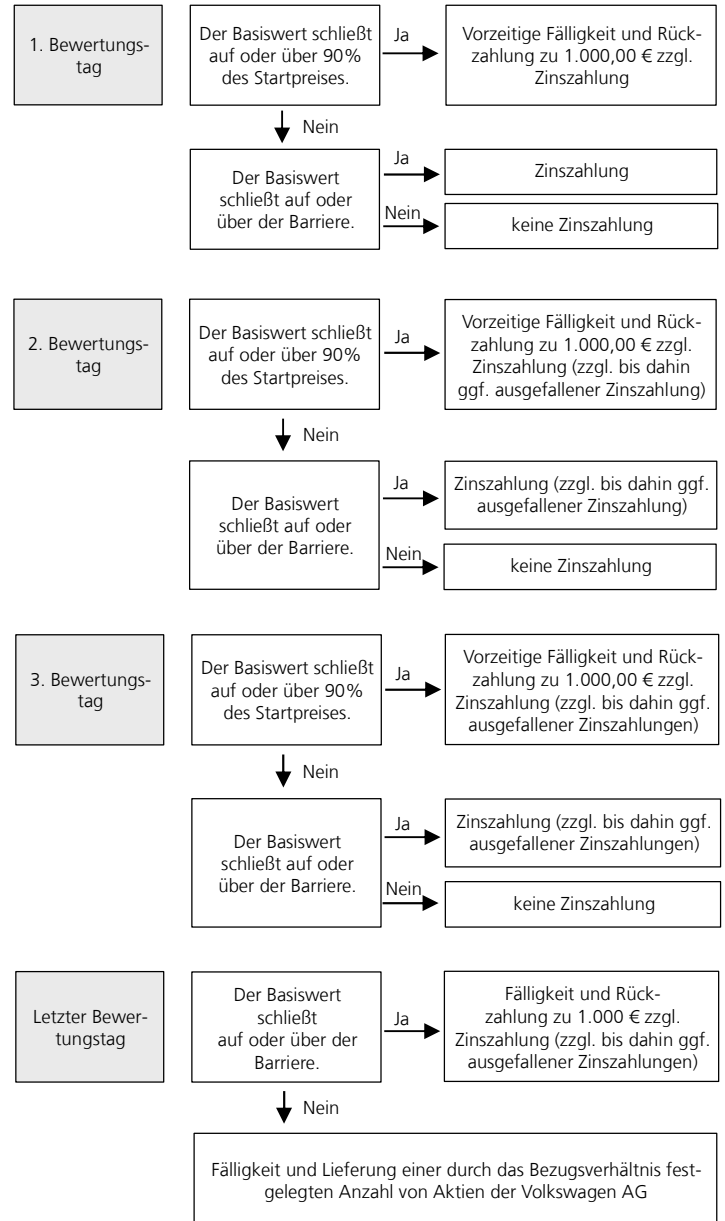 1. Bewertungs-
tag
Der Basiswert schließt
auf oder über 90%
des Startpreises.
Ja
Vorzeitige Fälligkeit und Rück-
zahlung zu 1.000,00 € zzgl.
Zinszahlung
Nein
Der Basiswert
schließt auf oder
über der Barriere.
Ja
Zinszahlung
Nein
keine Zinszahlung
2. Bewertungs-
tag
Der Basiswert schließt
auf oder über 90%
des Startpreises.
Ja
Vorzeitige Fälligkeit und Rück-
zahlung zu 1.000,00 € zzgl.
Zinszahlung (zzgl. bis dahin
ggf. ausgefallener Zinszahlung)
Nein
Der Basiswert
schließt auf oder
über der Barriere.
Ja
Zinszahlung (zzgl. bis dahin ggf.
ausgefallener Zinszahlung)
Nein
keine Zinszahlung
3. Bewertungs-
tag
Der Basiswert schließt
auf oder über 90%
des Startpreises.
Ja
Vorzeitige Fälligkeit und Rück-
zahlung zu 1.000,00 € zzgl.
Zinszahlung (zzgl. bis dahin ggf.
ausgefallener Zinszahlungen)
Nein
Der Basiswert
schließt auf oder
über der Barriere.
Ja
Zinszahlung (zzgl. bis dahin ggf.
ausgefallener Zinszahlungen)
Nein
keine Zinszahlung
Letzter Bewer-
tungstag
Der Basiswert
schließt
auf oder über der
Barriere.
Ja
Fälligkeit und Rück-
zahlung zu 1.000 € zzgl.
Zinszahlung (zzgl. bis dahin ggf.
ausgefallener Zinszahlungen)
Nein
Fälligkeit und Lieferung einer durch das Bezugsverhältnis fest-
gelegten Anzahl von Aktien der Volkswagen AG